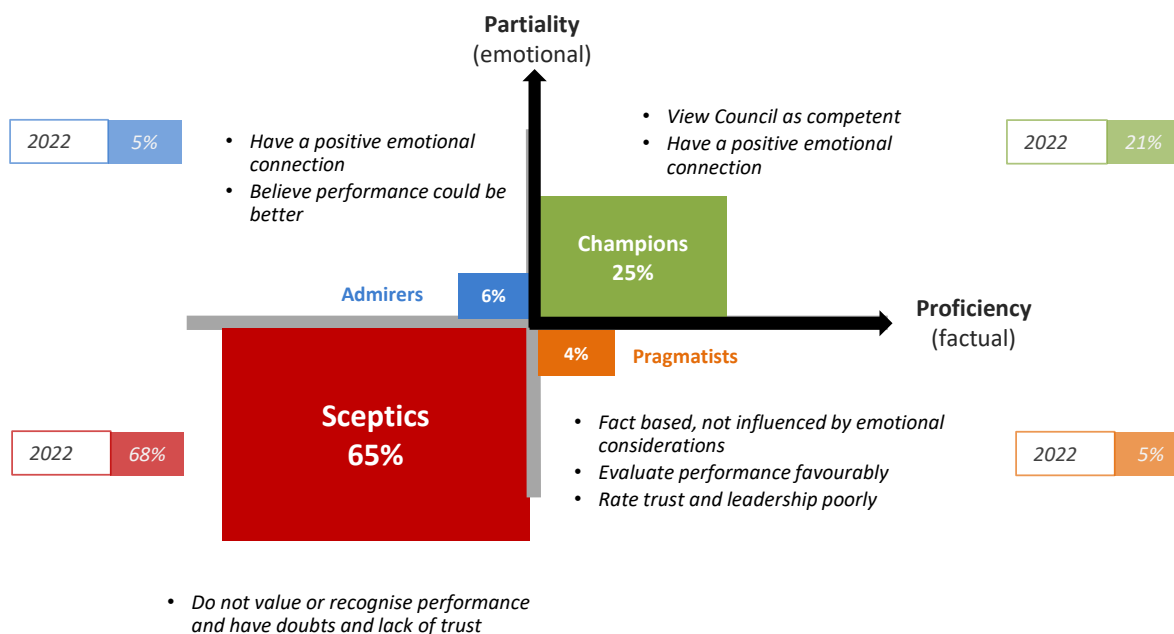 Partiality
(emotional)
2022 5%
• Have a positive emotional
connection
• Believe performance could be
better
• View Council as competent
• Have a positive emotional
connection
2022 21%
Champions
25%
Admirers
6%
Proficiency
(factual)
4%
Pragmatists
Sceptics
65%
2022 68%
• Fact based, not influenced by emotional
considerations
• Evaluate performance favourably
• Rate trust and leadership poorly
2022 5%
• Do not value or recognise performance
and have doubts and lack of trust